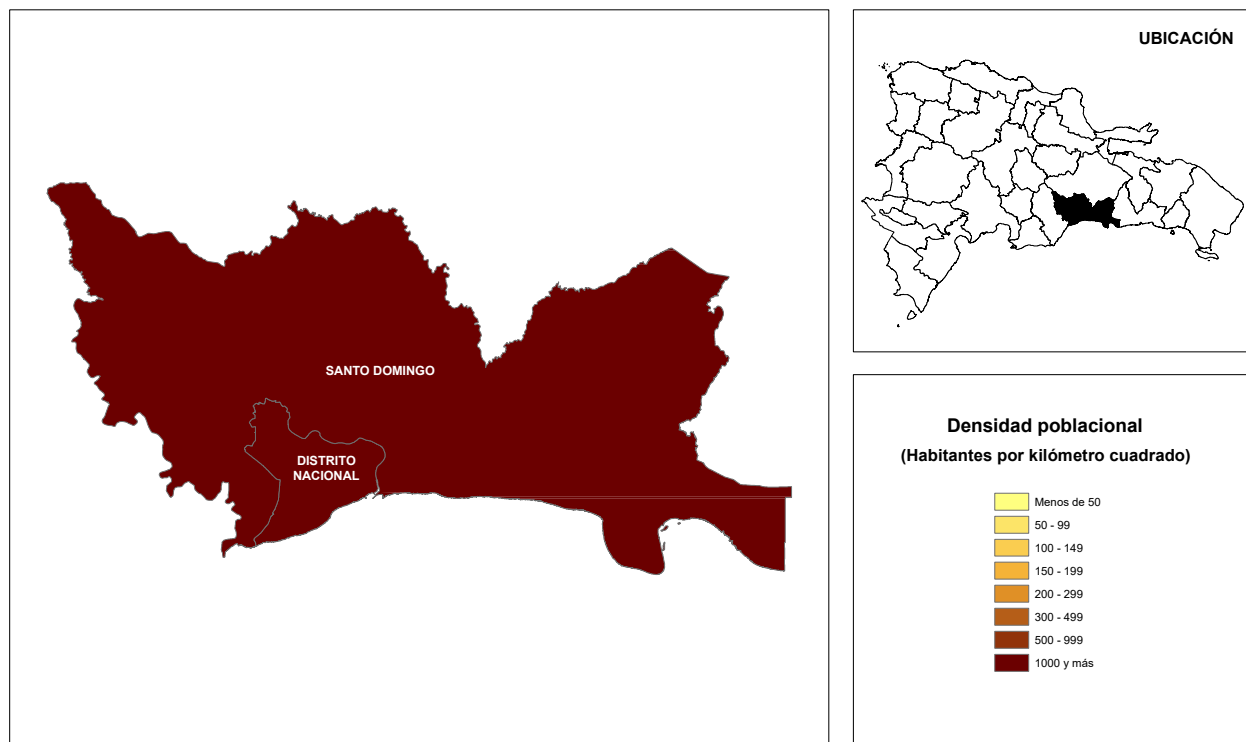 SANTO DOMINGO
DISTRITO
NACIONAL
UBICACIÓN
Densidad poblacional
(Habitantes por kilómetro cuadrado)
Menos de 50
50 - 99
100 - 149
150 - 199
200 - 299
300 - 499
500 - 999
1000 y más